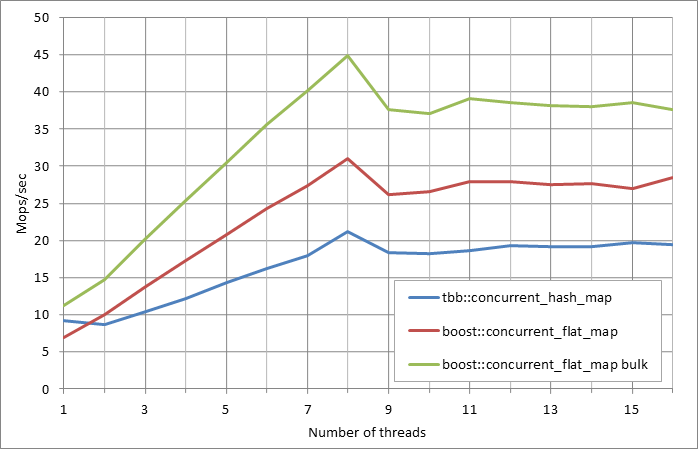 50
45
40
35
30
25
20
15
10
5
0
Mops/sec
tbb::concurrent_hash_map
boost::concurrent_flat_map
boost::concurrent_flat_map bulk
1 3 5 7 9 11 13 15
Number of threads